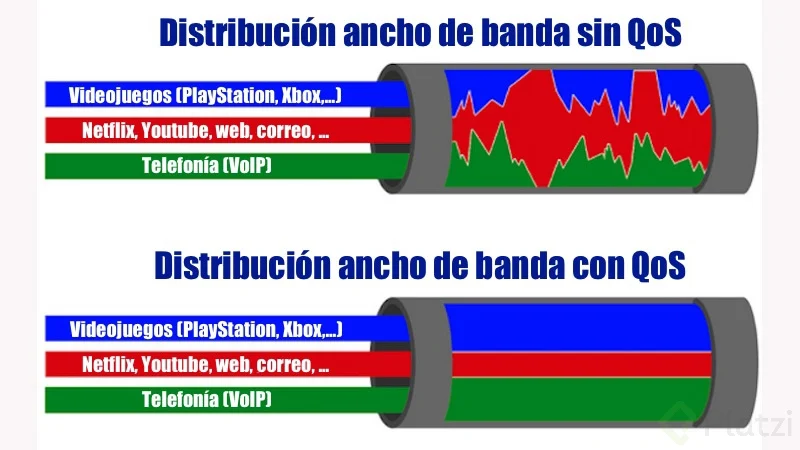 Distribución ancho de banda sin QoS
Videojuegos (PlayStation, Xbox,...)
Netflix, Youtube, web, correo, ...
Telefonía (VoIP)
Distribución ancho de banda con QoS
Videojuegos (PlayStation, Xbox,...)
Netflix, Youtube, web, correo, ...
Telefonía (VoIP)
Platzi